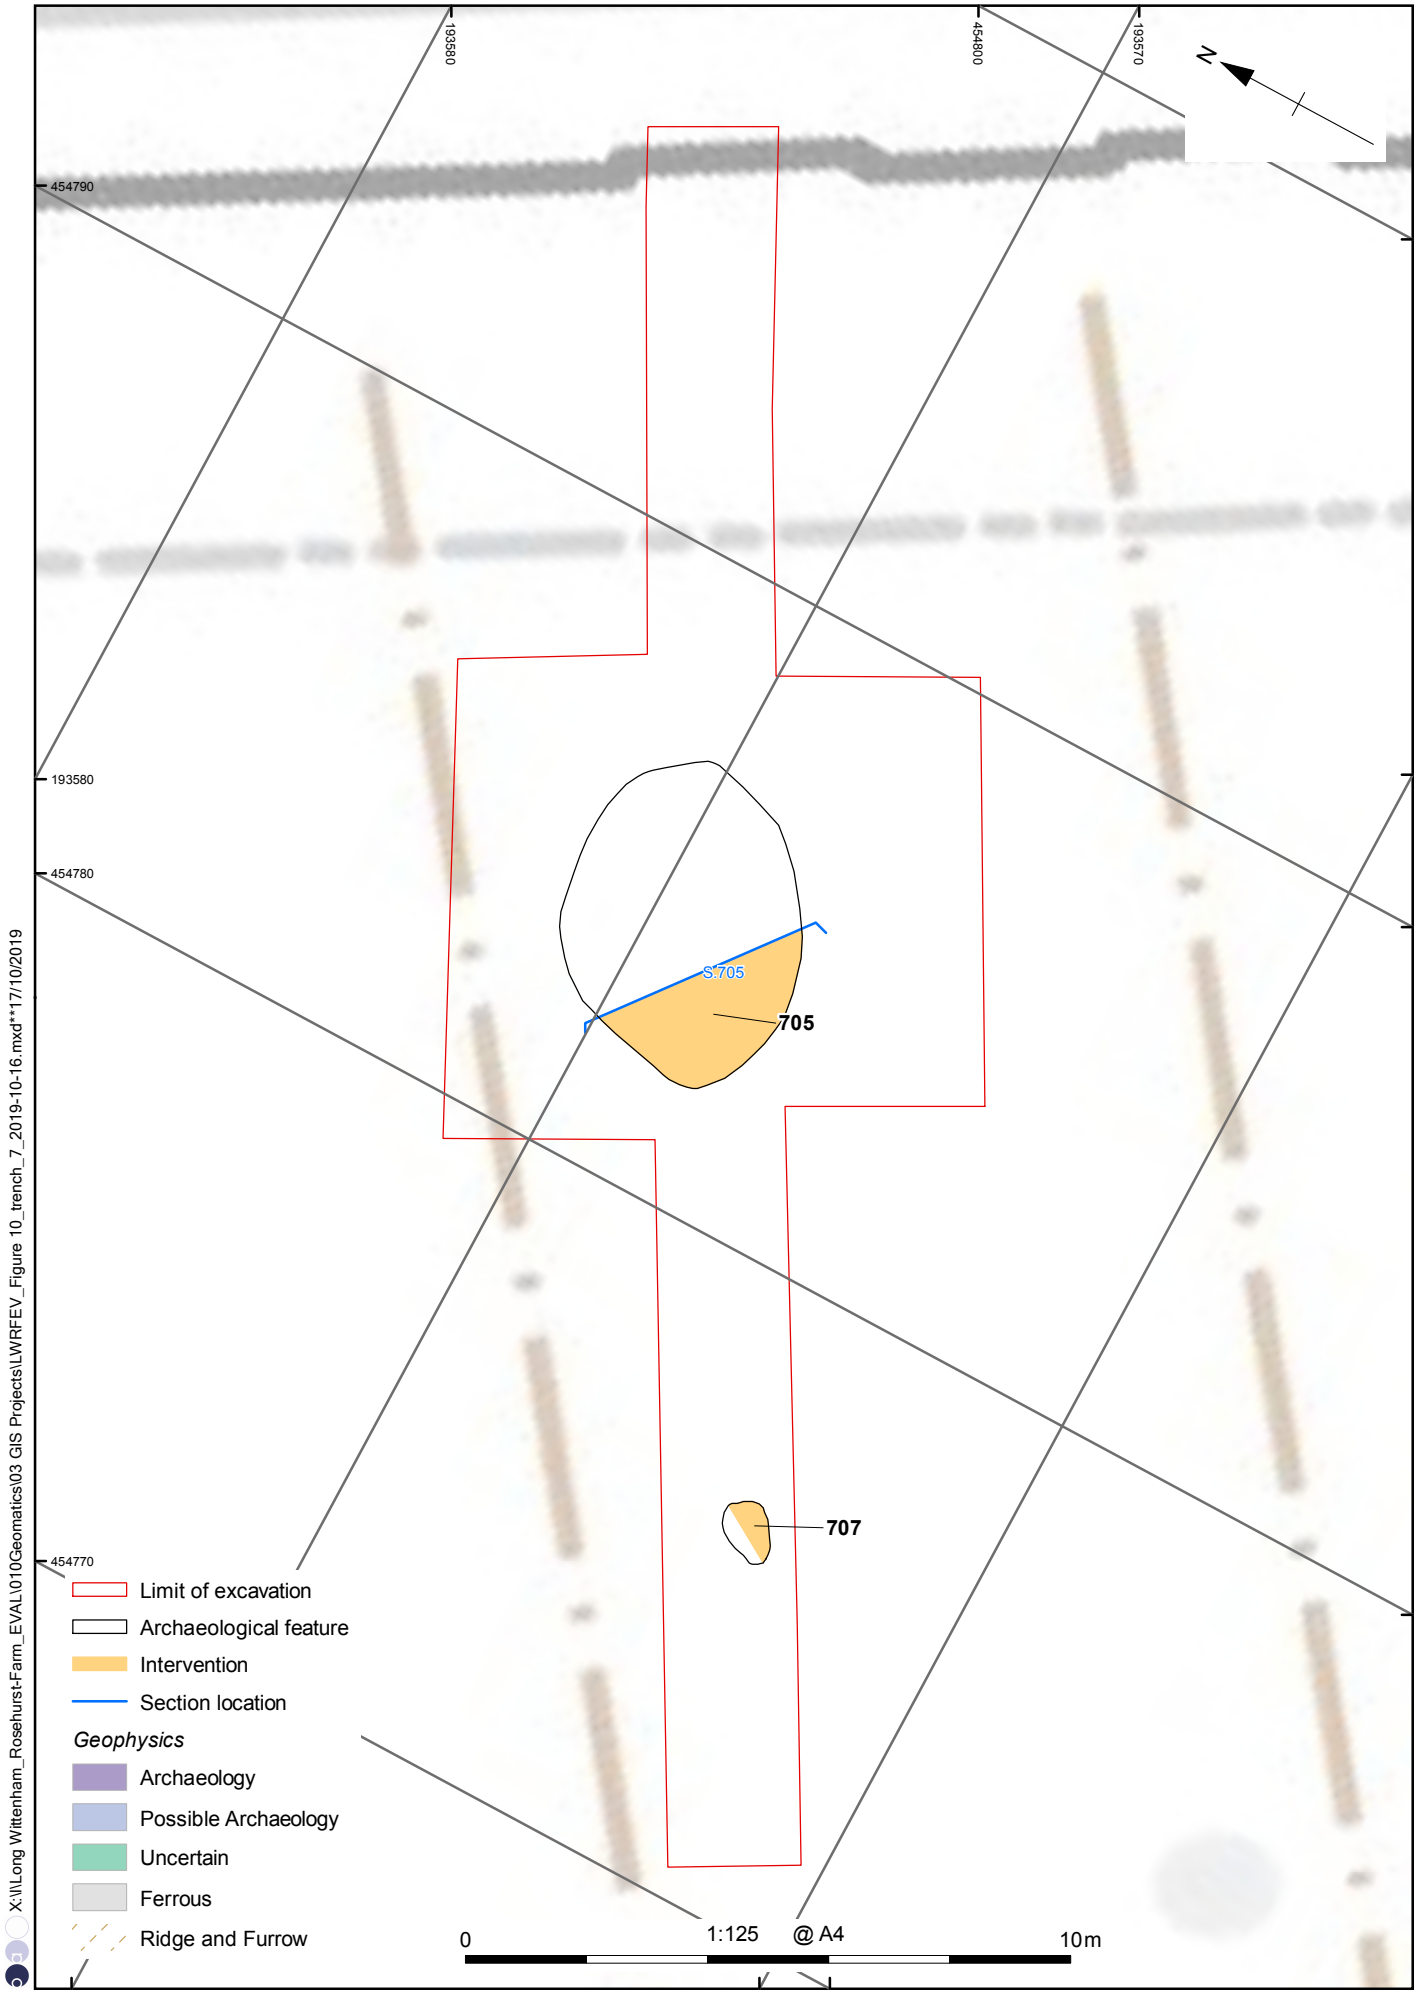 193580
454800
193570
N
454790
193580
454780
S.705
705
707
454770
Limit of excavation
Archaeological feature
Intervention
Section location
Geophysics
Archaeology
Possible Archaeology
Uncertain
Ferrous
Ridge and Furrow
0
1:125 @ A4
10m
X:\l\Long Wittenham_Rosehurst-Farm_EVAL\010Geomatics\03 GIS Projects\LWRFEV_Figure 10_trench_7_2019-10-16.mxd**17/10/2019